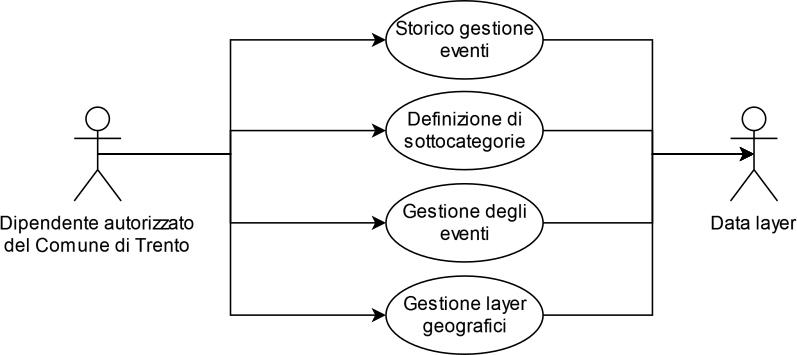 Storico gestione
eventi
Definizione di
sottocategorie
Dipendente autorizzato
del Comune di Trento
Data layer
Gestione degli
eventi
Gestione layer
geografici